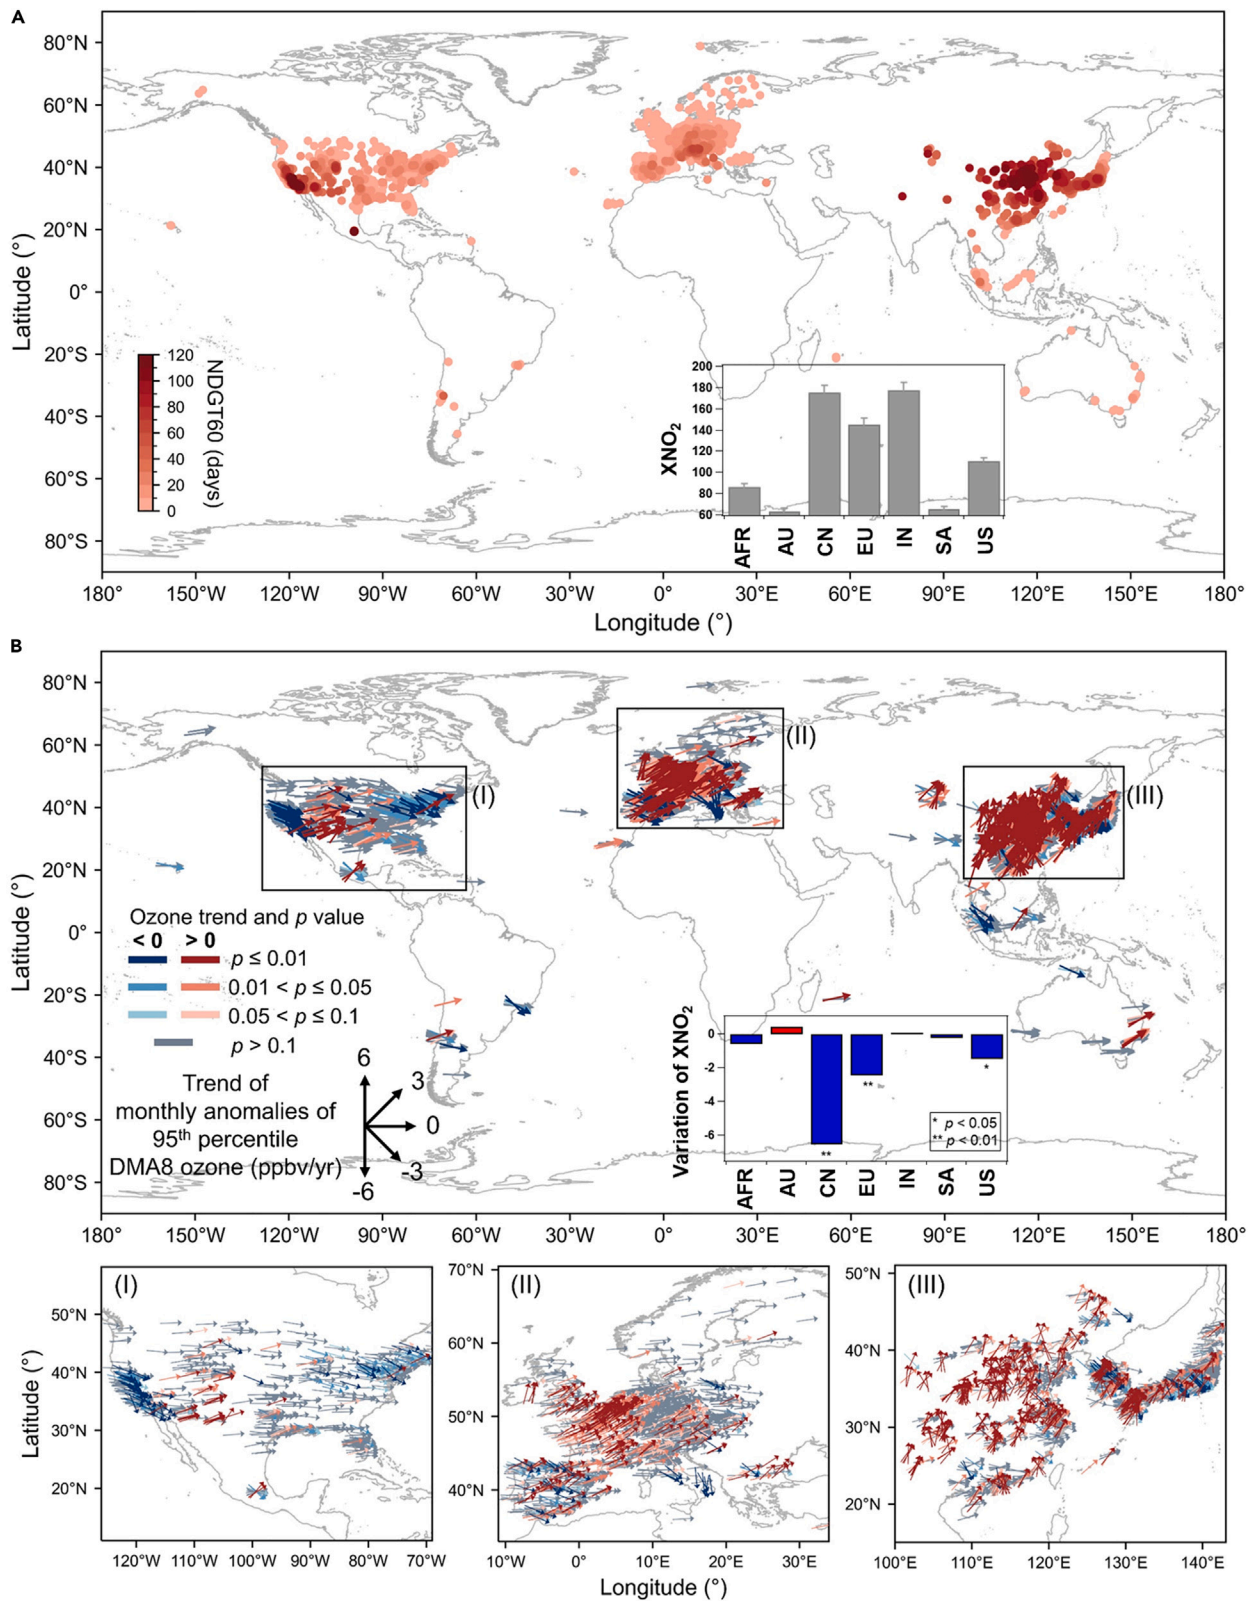 A
80°N
60°N
40°N
20°N
0°
20°S
40°S
60°S
80°S
Latitude (°)
120
100
80
60
40
20
0
NDGT60 (days)
200
180
160
140
120
100
80
60
XNO₂
AFR
AU
CN
EU
IN
SA
US
180°
150°W
120°W
90°W
60°W
30°W
0°
30°E
60°E
90°E
120°E
150°E
180°
Longitude (°)
B
80°N
60°N
40°N
20°N
0°
20°S
40°S
60°S
80°S
Latitude (°)
(I)
(II)
(III)
Ozone trend and p value
< 0 > 0
p ≤ 0.01
0.01 < p ≤ 0.05
0.05 < p ≤ 0.1
p > 0.1
Trend of
monthly anomalies of
95th percentile
DMA8 ozone (ppbv/yr)
6
3
0
-3
-6
Variation of XNO₂
0
-2
-4
-6
**
**
*
* p < 0.05
** p < 0.01
AFR
AU
CN
EU
IN
SA
US
180°
150°W
120°W
90°W
60°W
30°W
0°
30°E
60°E
90°E
120°E
150°E
180°
(I)
50°N
40°N
30°N
20°N
Latitude (°)
120°W
110°W
100°W
90°W
80°W
70°W
(II)
70°N
60°N
50°N
40°N
10°W
0°
10°E
20°E
30°E
Longitude (°)
(III)
50°N
40°N
30°N
20°N
100°E
110°E
120°E
130°E
140°E